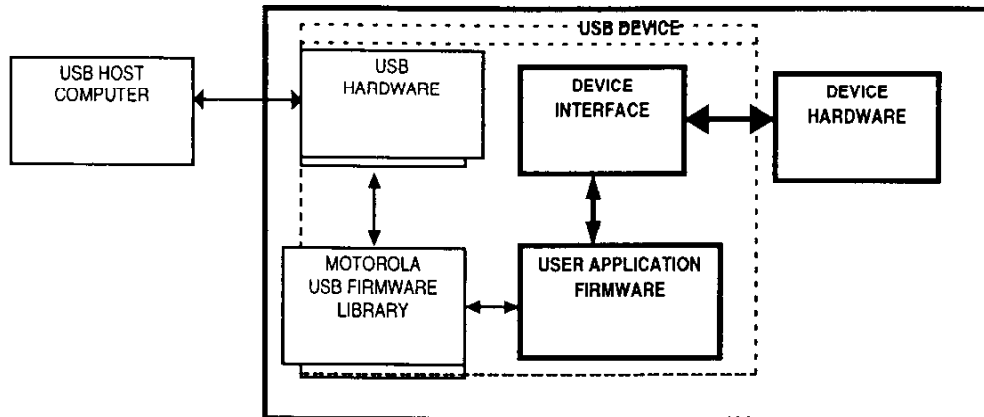 USB DEVICE
USB HOST
COMPUTER
USB
HARDWARE
DEVICE
INTERFACE
DEVICE
HARDWARE
MOTOROLA
USB FIRMWARE
LIBRARY
USER APPLICATION
FIRMWARE